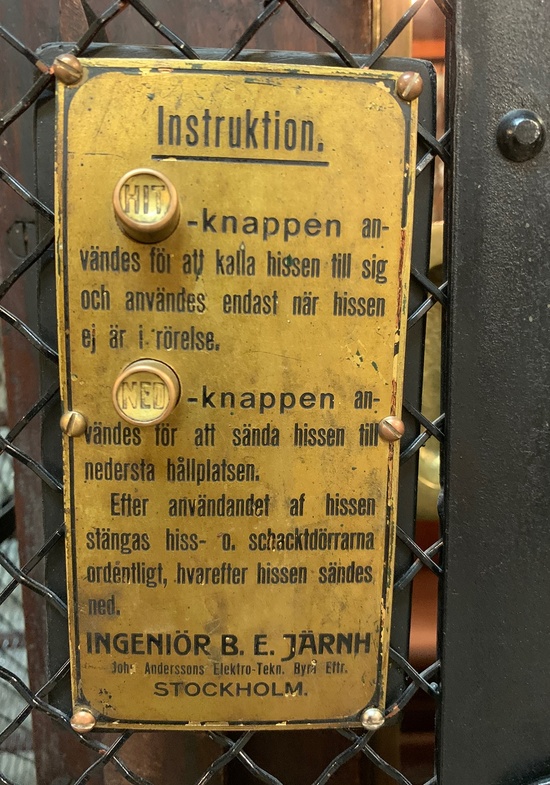 Instruktion.
HIT -knappen an-
vändes för att kalla hissen till sig
och användes endast när hissen
ej är i rörelse.
NED -knappen an-
vändes för att sända hissen till
nedersta hållplatsen.
Efter användandet af hissen
stängas hiss- o. schacktdörrarna
ordentligt, hvarefter hissen sändes
ned.
INGENIÖR B. E. JÄRNH
Anderssons Elektro-Tekn. Byrå Eftr.
STOCKHOLM.